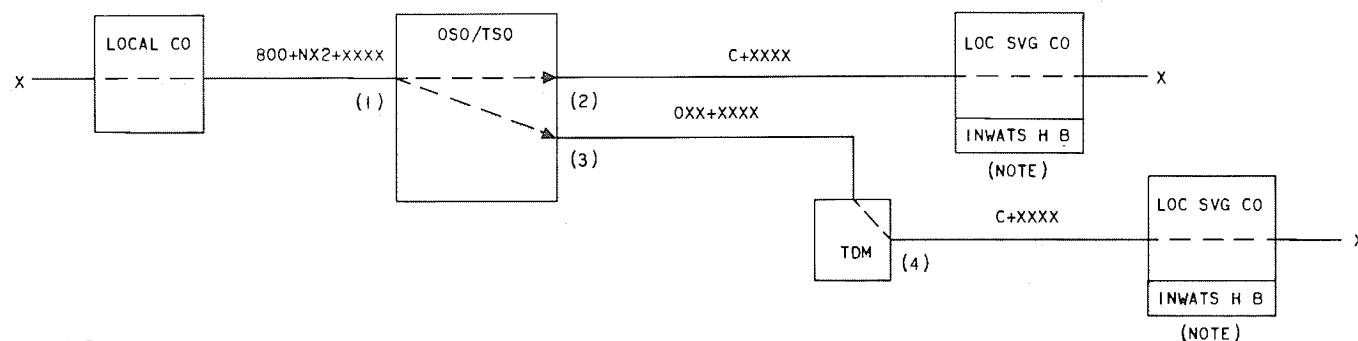 LOCAL CO
800+NX2+XXXX
OSO/TSO
C+XXXX
LOC SVG CO
X
X
(1)
(2)
OXX+XXXX
(3)
INWATS H B
(NOTE)
LOC SVG CO
C+XXXX
TDM
(4)
X
INWATS H B
(NOTE)